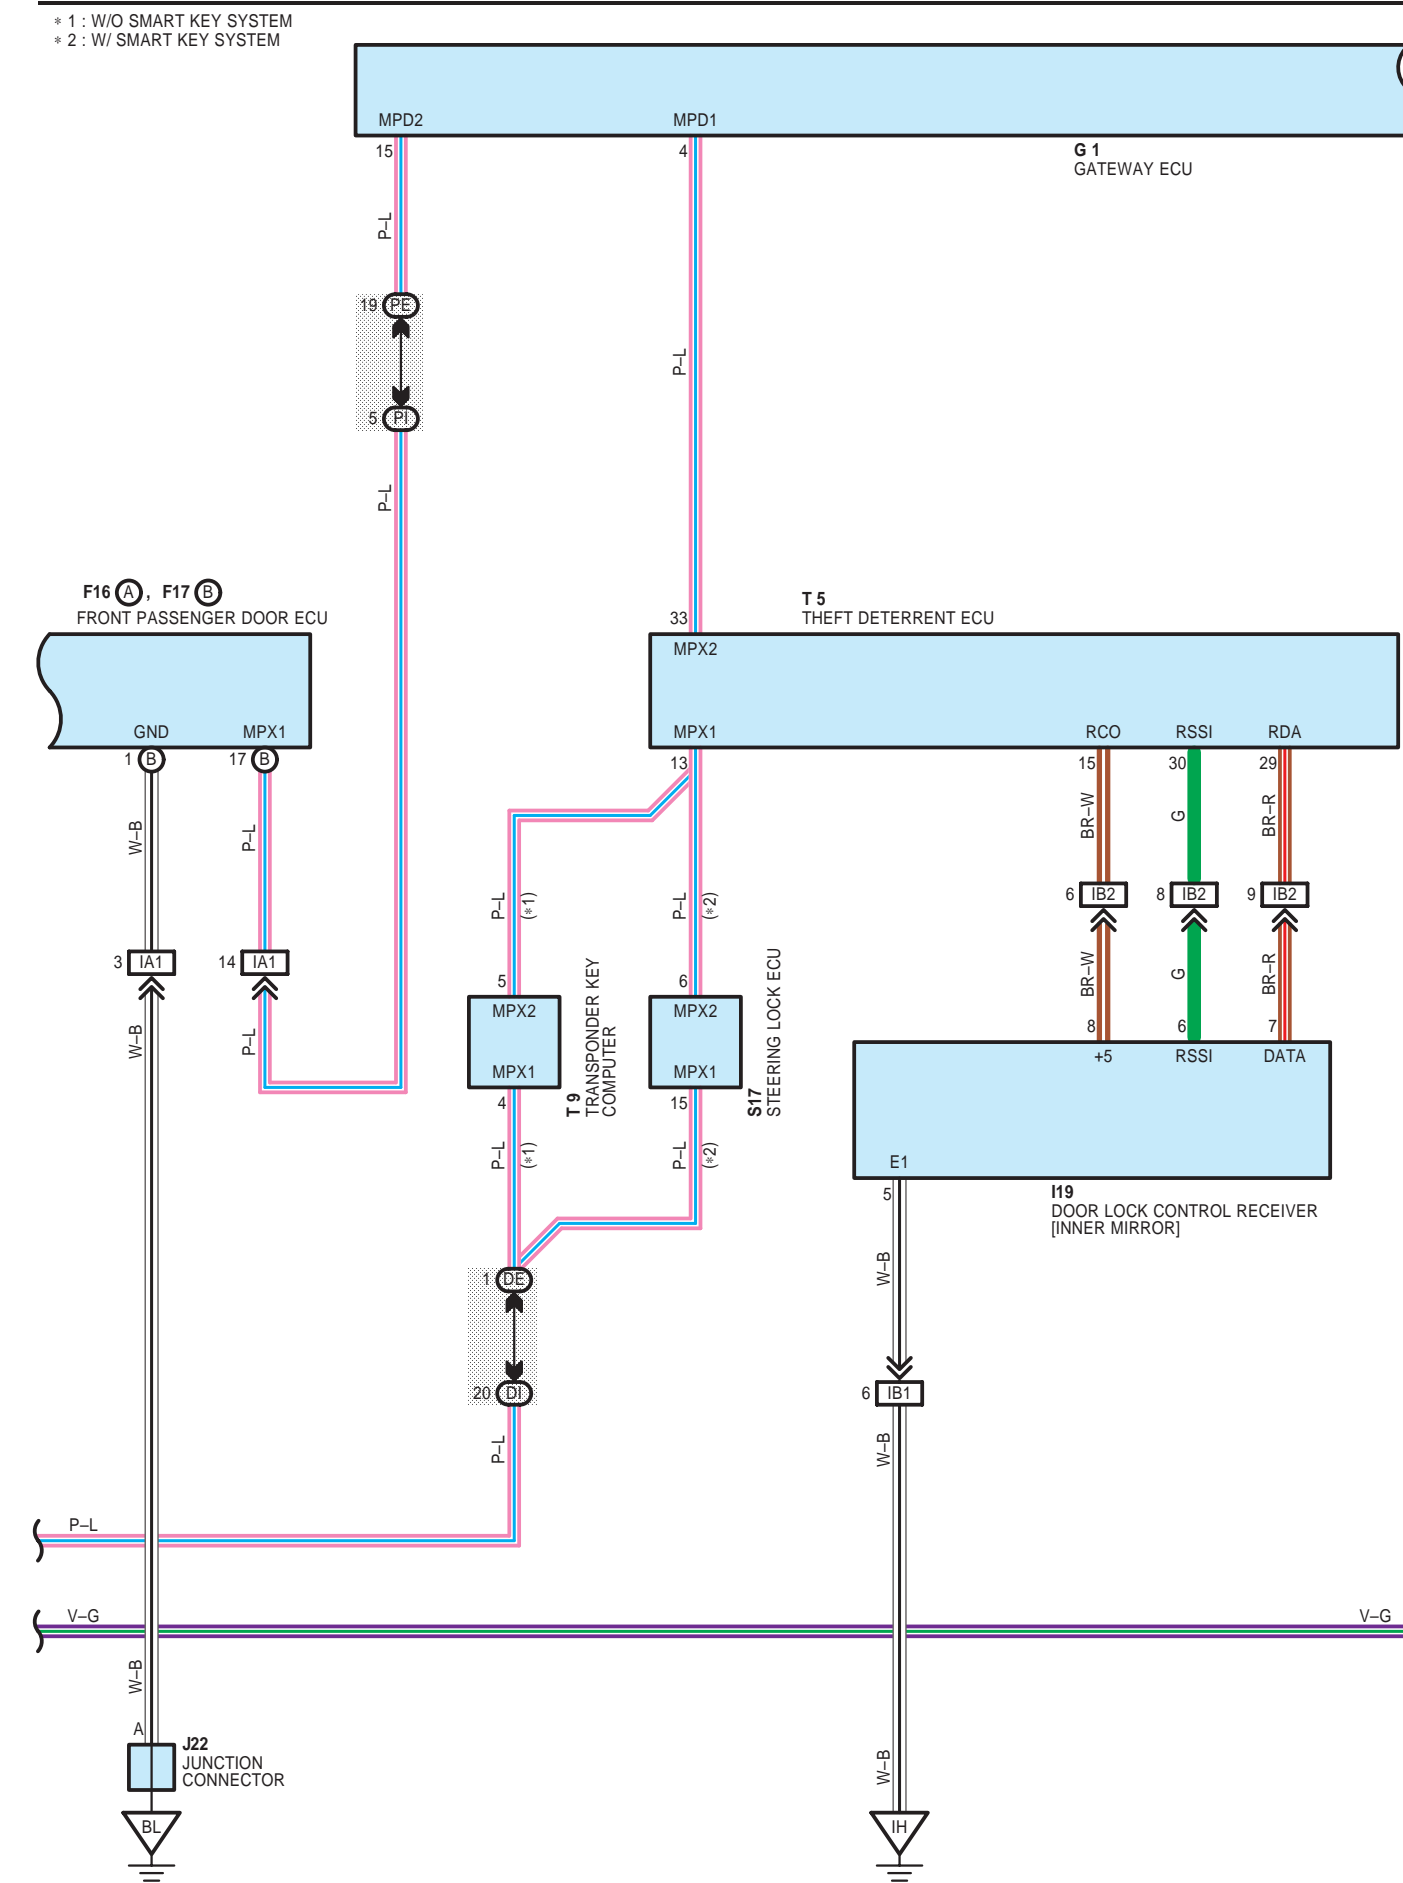 * 1 : W/O SMART KEY SYSTEM
* 2 : W/ SMART KEY SYSTEM
MPD2
MPD1
15
4
G 1
GATEWAY ECU
P–L
19 PE
P–L
5 PI
P–L
F16 A , F17 B
FRONT PASSENGER DOOR ECU
33
T 5
THEFT DETERRENT ECU
MPX2
GND
MPX1
MPX1
RCO
RSSI
RDA
1 B
17 B
13
15
30
29
W–B
P–L
BR–W
G
BR–R
P–L
(*1)
P–L
(*2)
6 IB2
8 IB2
9 IB2
3 IA1
14 IA1
BR–W
G
BR–R
5
6
MPX2
MPX2
T 9
TRANSPONDER KEY
COMPUTER
S17
STEERING LOCK ECU
W–B
P–L
8
6
7
+5
RSSI
DATA
MPX1
MPX1
4
15
P–L
(*1)
P–L
(*2)
E1
5
I19
DOOR LOCK CONTROL RECEIVER
[INNER MIRROR]
W–B
1 DE
20 DI
6 IB1
P–L
W–B
P–L
V–G
V–G
W–B
A
J22
JUNCTION
CONNECTOR
W–B
BL
IH